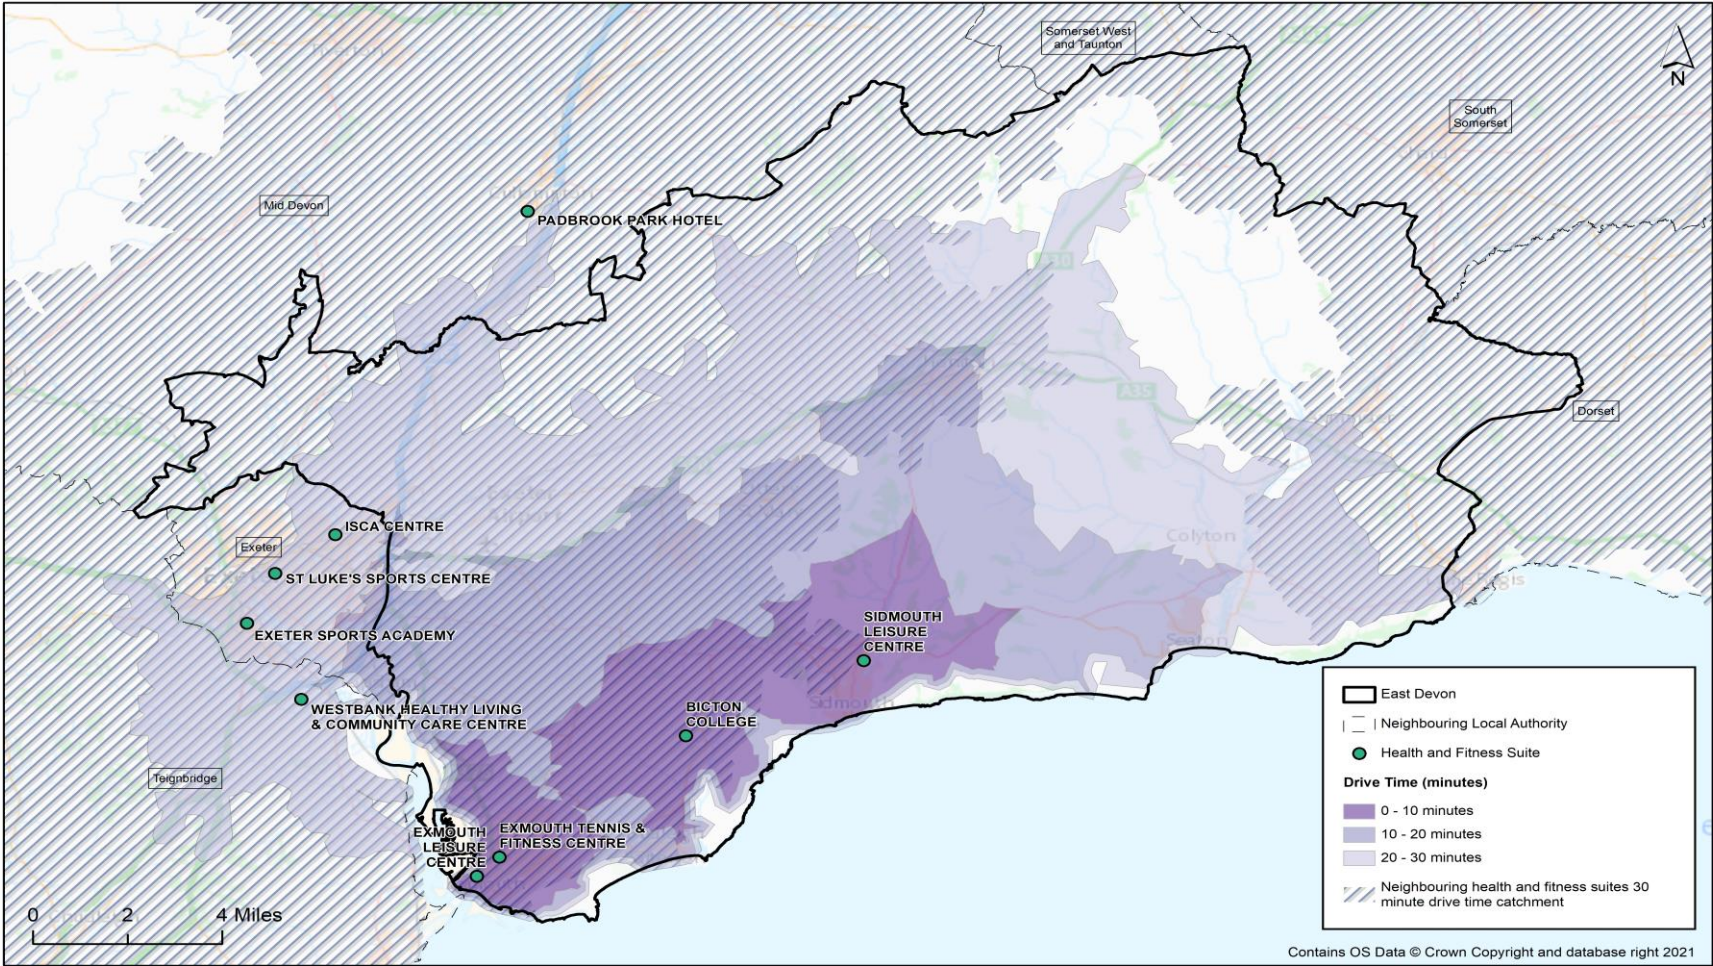 Somerset West
and Taunton
N
South
Somerset
Mid Devon
PADBROOK PARK HOTEL
A30
A35
Dorset
ISCA CENTRE
Exeter
ST LUKE'S SPORTS CENTRE
Colyton
EXETER SPORTS ACADEMY
SIDMOUTH
LEISURE
CENTRE
Seaton
WESTBANK HEALTHY LIVING
& COMMUNITY CARE CENTRE
Sidmouth
BICTON
COLLEGE
Teignbridge
EXMOUTH
LEISURE
CENTRE
EXMOUTH TENNIS &
FITNESS CENTRE
0 2 4 Miles
East Devon
Neighbouring Local Authority
Health and Fitness Suite
Drive Time (minutes)
0 - 10 minutes
10 - 20 minutes
20 - 30 minutes
Neighbouring health and fitness suites 30
minute drive time catchment
Contains OS Data © Crown Copyright and database right 2021